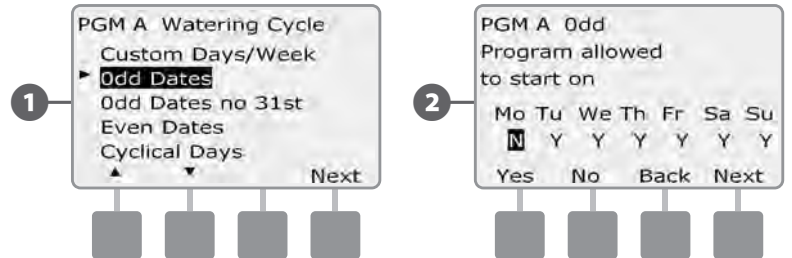 1
PGM A Watering Cycle
Custom Days/Week
Odd Dates
Odd Dates no 31st
Even Dates
Cyclical Days
Next
2
PGM A Odd
Program allowed
to start on
Mo Tu We Th Fr Sa Su
N Y Y Y Y Y Y
Yes No Back Next